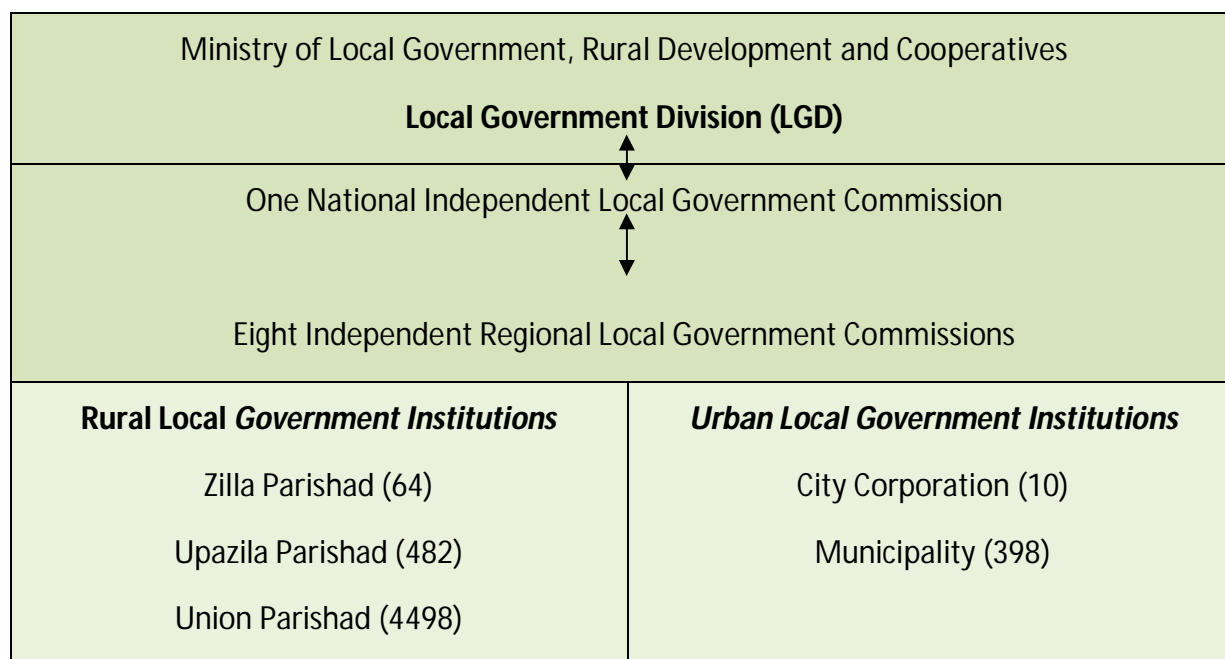 Ministry of Local Government, Rural Development and Cooperatives
Local Government Division (LGD)
One National Independent Local Government Commission
Eight Independent Regional Local Government Commissions
Rural Local Government Institutions
Zilla Parishad (64)
Upazila Parishad (482)
Union Parishad (4498)
Urban Local Government Institutions
City Corporation (10)
Municipality (398)